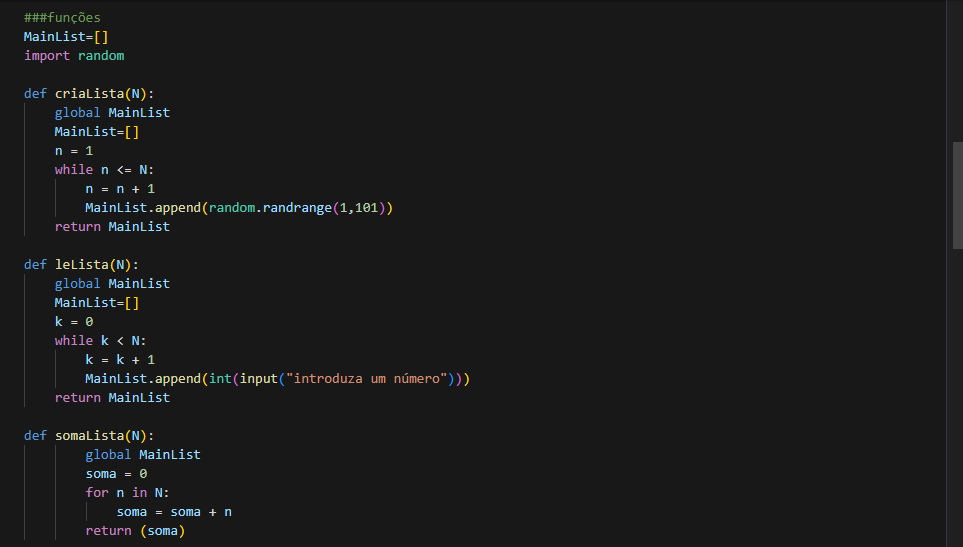 ###funções
MainList=[]
import random
def criaLista(N):
global MainList
MainList=[]
n = 1
while n <= N:
n = n + 1
MainList.append(random.randrange(1,101))
return MainList
def leLista(N):
global MainList
MainList=[]
k = 0
while k < N:
k = k + 1
MainList.append(int(input("introduza um número")))
return MainList
def somaLista(N):
global MainList
soma = 0
for n in N:
soma = soma + n
return (soma)